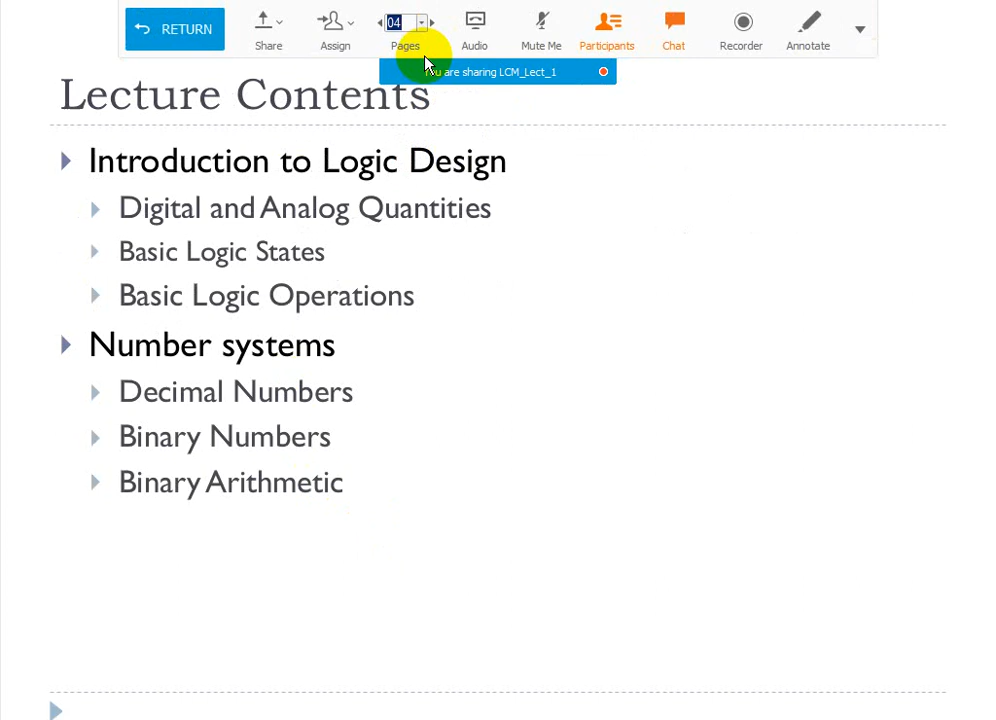 RETURN
Share
Assign
04
Pages
Audio
Mute Me
Participants
Chat
Recorder
Annotate
You are sharing LCM_Lect_1
Lecture Contents
Introduction to Logic Design
Digital and Analog Quantities
Basic Logic States
Basic Logic Operations
Number systems
Decimal Numbers
Binary Numbers
Binary Arithmetic